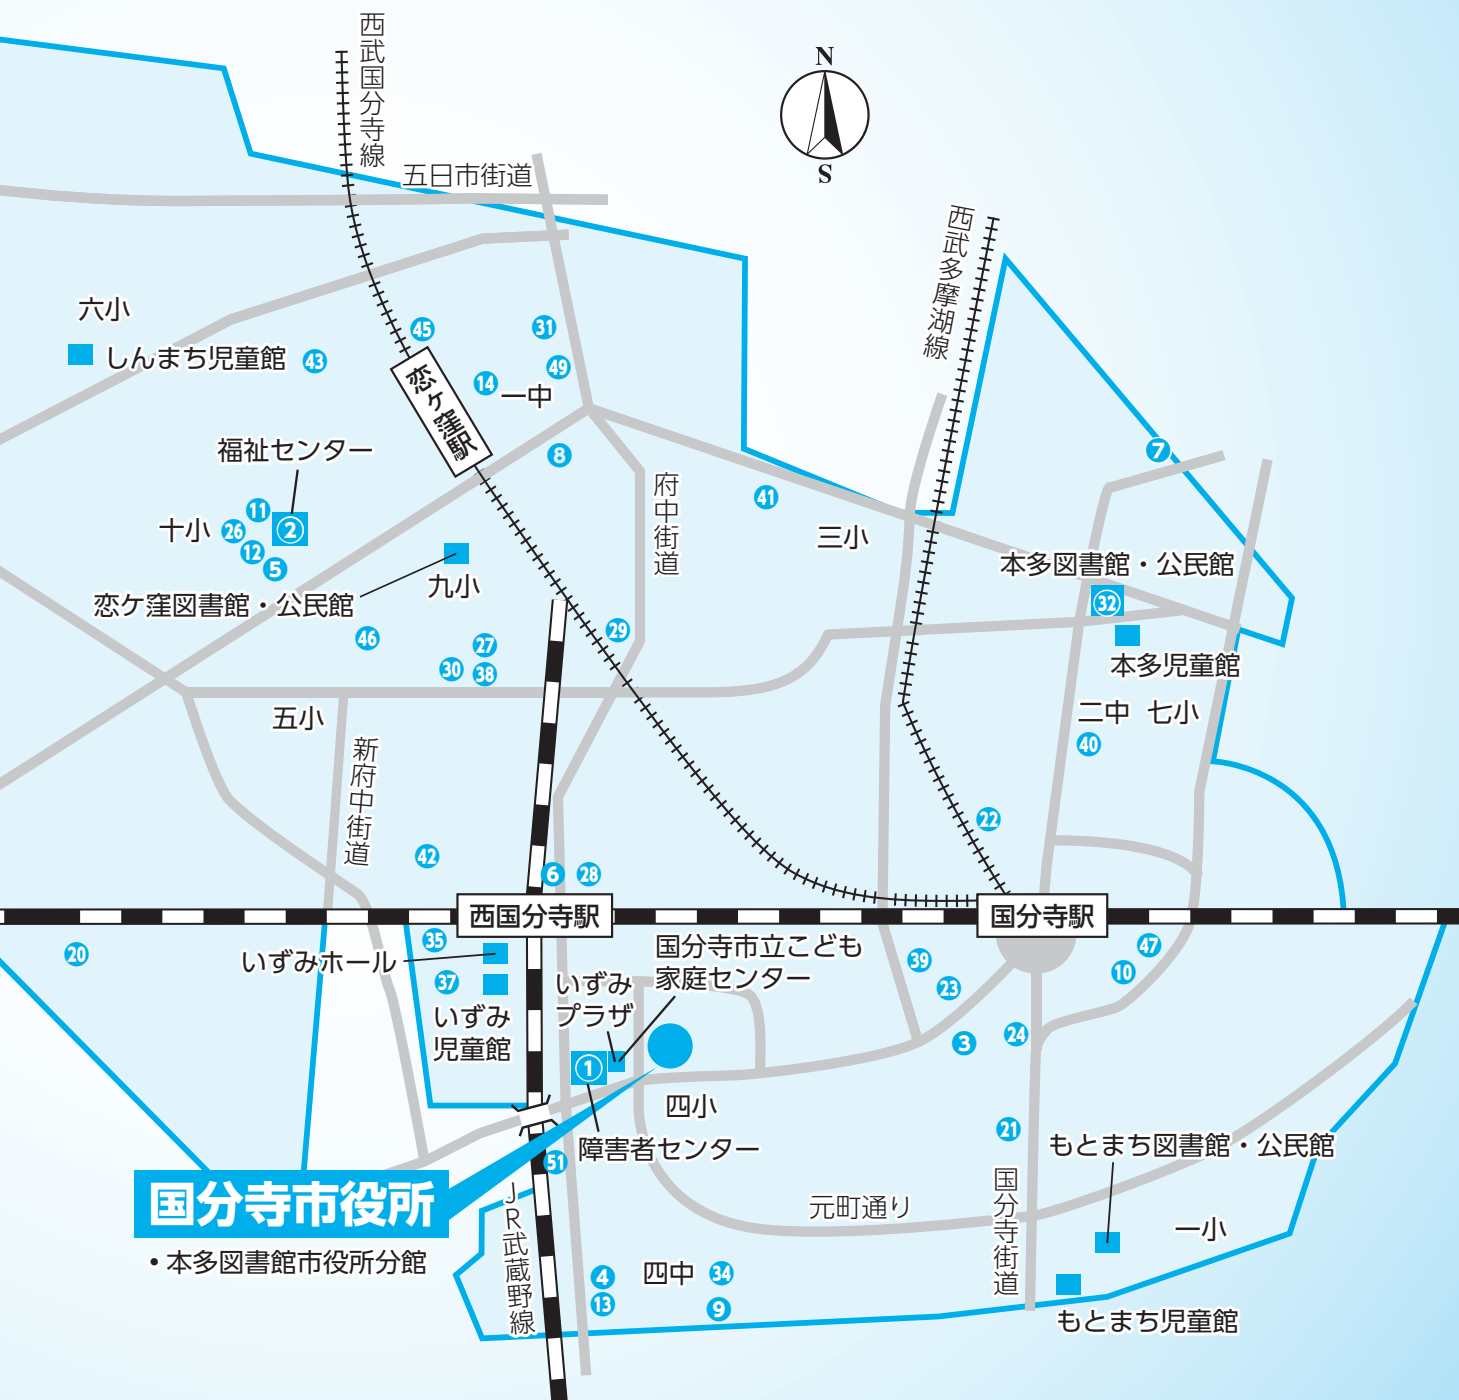 西武国分寺線
N
S
五日市街道
西武多摩湖線
六小
しんまち児童館
43
45
31
49
14
一中
恋ケ窪駅
8
7
福祉センター
府中街道
41
三小
11
十小
26
2
12
5
九小
恋ケ窪図書館・公民館
本多図書館・公民館
32
本多児童館
46
27
30
38
29
五小
二中
七小
40
新府中街道
22
42
6
28
西国分寺駅
国分寺駅
20
35
いずみホール
37
いずみ
児童館
国分寺市立こども
家庭センター
いずみ
プラザ
39
23
47
10
3
24
1
四小
障害者センター
21
もとまち図書館・公民館
51
国分寺市役所
・本多図書館市役所分館
JR武蔵野線
元町通り
国分寺街道
一小
4
13
四中
34
9
もとまち児童館